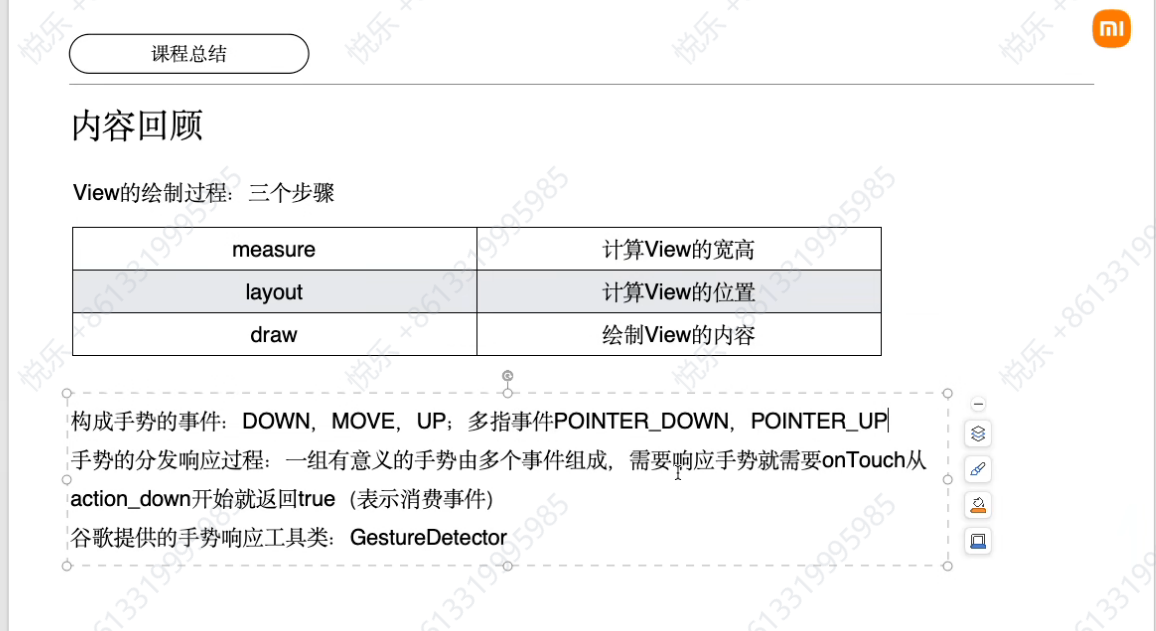 课程总结
mi
内容回顾
View的绘制过程：三个步骤
measure 计算View的宽高
layout 计算View的位置
draw 绘制View的内容
构成手势的事件：DOWN，MOVE，UP；多指事件POINTER_DOWN，POINTER_UP
手势的分发响应过程：一组有意义的手势由多个事件组成，需要响应手势就需要onTouch从
action_down开始就返回true（表示消费事件）
谷歌提供的手势响应工具类：GestureDetector
悦乐 +8613319995985